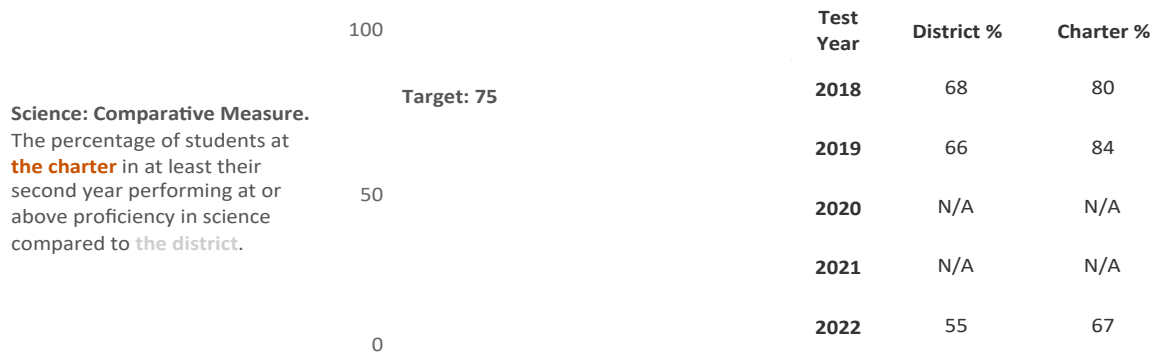 Science: Comparative Measure.
The percentage of students at
the charter in at least their
second year performing at or
above proficiency in science
compared to the district.
100
Target: 75
50
0
Test Year District % Charter %
2018 68 80
2019 66 84
2020 N/A N/A
2021 N/A N/A
2022 55 67